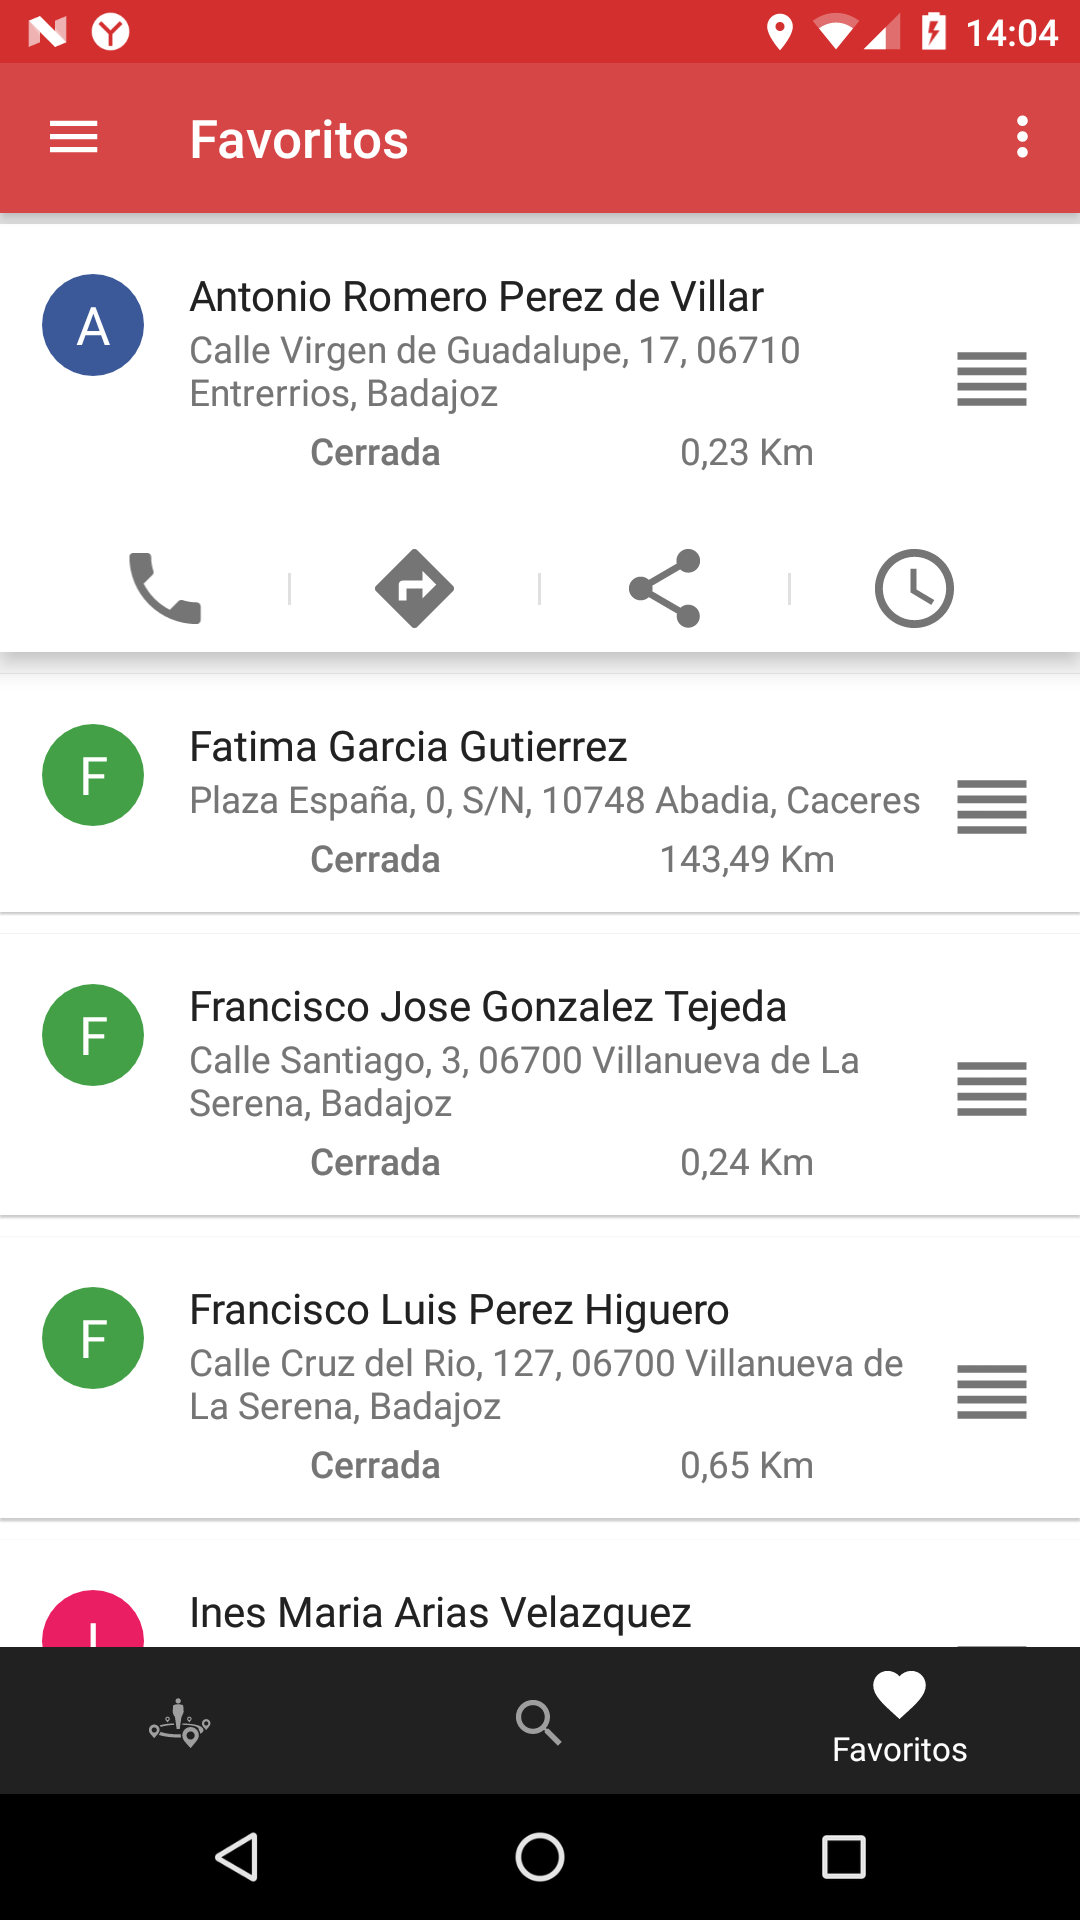 14:04
Favoritos
A
Antonio Romero Perez de Villar
Calle Virgen de Guadalupe, 17, 06710
Entrerrios, Badajoz
Cerrada 0,23 Km
F
Fatima Garcia Gutierrez
Plaza España, 0, S/N, 10748 Abadia, Caceres
Cerrada 143,49 Km
F
Francisco Jose Gonzalez Tejeda
Calle Santiago, 3, 06700 Villanueva de La
Serena, Badajoz
Cerrada 0,24 Km
F
Francisco Luis Perez Higuero
Calle Cruz del Rio, 127, 06700 Villanueva de
La Serena, Badajoz
Cerrada 0,65 Km
I
Ines Maria Arias Velazquez
Favoritos